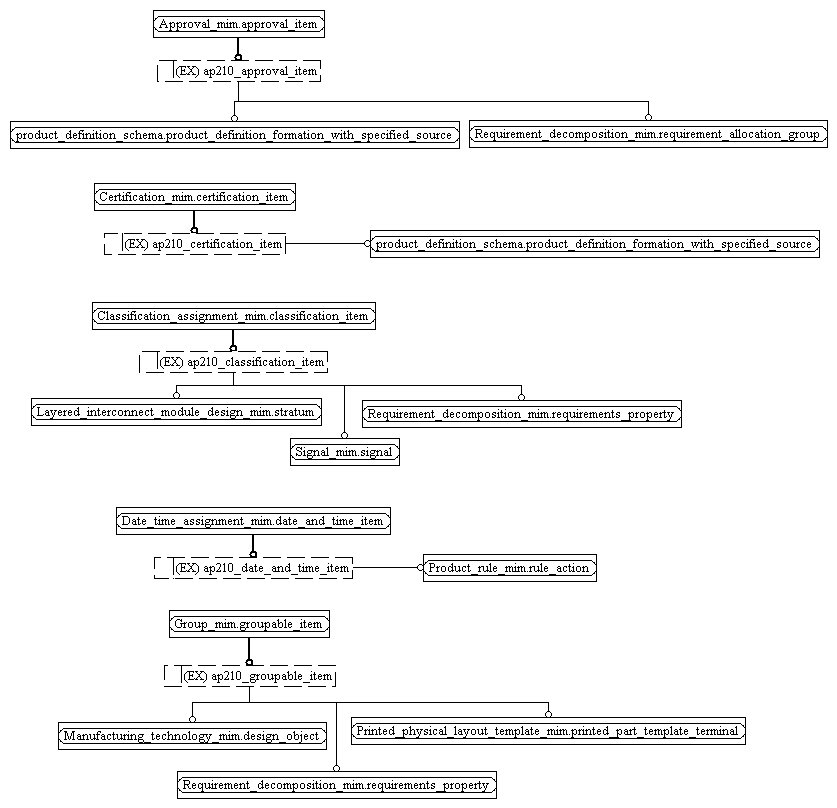 Approval_mim.approval_item
(EX) ap210_approval_item
product_definition_schema.product_definition_formation_with_specified_source
Requirement_decomposition_mim.requirement_allocation_group
Certification_mim.certification_item
(EX) ap210_certification_item
product_definition_schema.product_definition_formation_with_specified_source
Classification_assignment_mim.classification_item
(EX) ap210_classification_item
Layered_interconnect_module_design_mim.stratum
Requirement_decomposition_mim.requirements_property
Signal_mim.signal
Date_time_assignment_mim.date_and_time_item
(EX) ap210_date_and_time_item
Product_rule_mim.rule_action
Group_mim.groupable_item
(EX) ap210_groupable_item
Manufacturing_technology_mim.design_object
Printed_physical_layout_template_mim.printed_part_template_terminal
Requirement_decomposition_mim.requirements_property